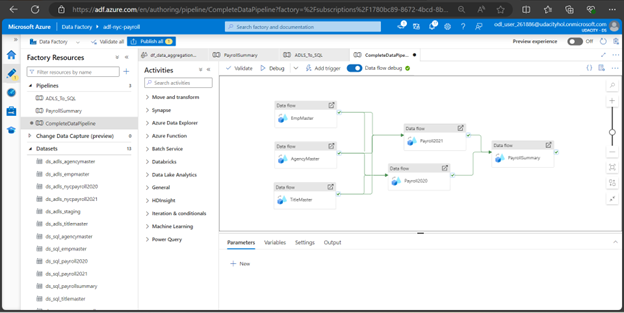 https://adf.azure.com/en/authoring/pipeline/CompleteDataPipeline?factory=%2Fsubscriptions%2F1780bc89-8672-4bcd-8b...
Microsoft Azure
Data Factory
adf-nyc-payroll
Search factory and documentation
odl_user_261886@udacityhol.onmicrosoft.com
UDACITY
Data Factory
Validate all
Publish all
Preview experience
Off
Factory Resources
Filter resources by name
Pipelines
3
ADLS_To_SQL
PayrollSummary
CompleteDataPipeline
Change Data Capture (preview)
0
Datasets
13
ds_adls_agencymaster
ds_adls_empmaster
ds_adls_nycpayroll2020
ds_adls_nycpayroll2021
ds_adls_staging
ds_adls_titlemaster
ds_sql_agencymaster
ds_sql_empmaster
ds_sql_payroll2020
ds_sql_payroll2021
ds_sql_payrollsummary
ds_sql_titlemaster
df_data_aggregation...
PayrollSummary
ADLS_To_SQL
CompleteDataPipe...
Activities
Search activities
Move and transform
Synapse
Azure Data Explorer
Azure Function
Batch Service
Databricks
Data Lake Analytics
General
HDInsight
Iteration & conditionals
Machine Learning
Power Query
Validate
Debug
Add trigger
Data flow debug
Data flow
EmpMaster
Data flow
AgencyMaster
Data flow
TitleMaster
Data flow
Payroll2021
Data flow
Payroll2020
Data flow
PayrollSummary
Parameters
Variables
Settings
Output
New